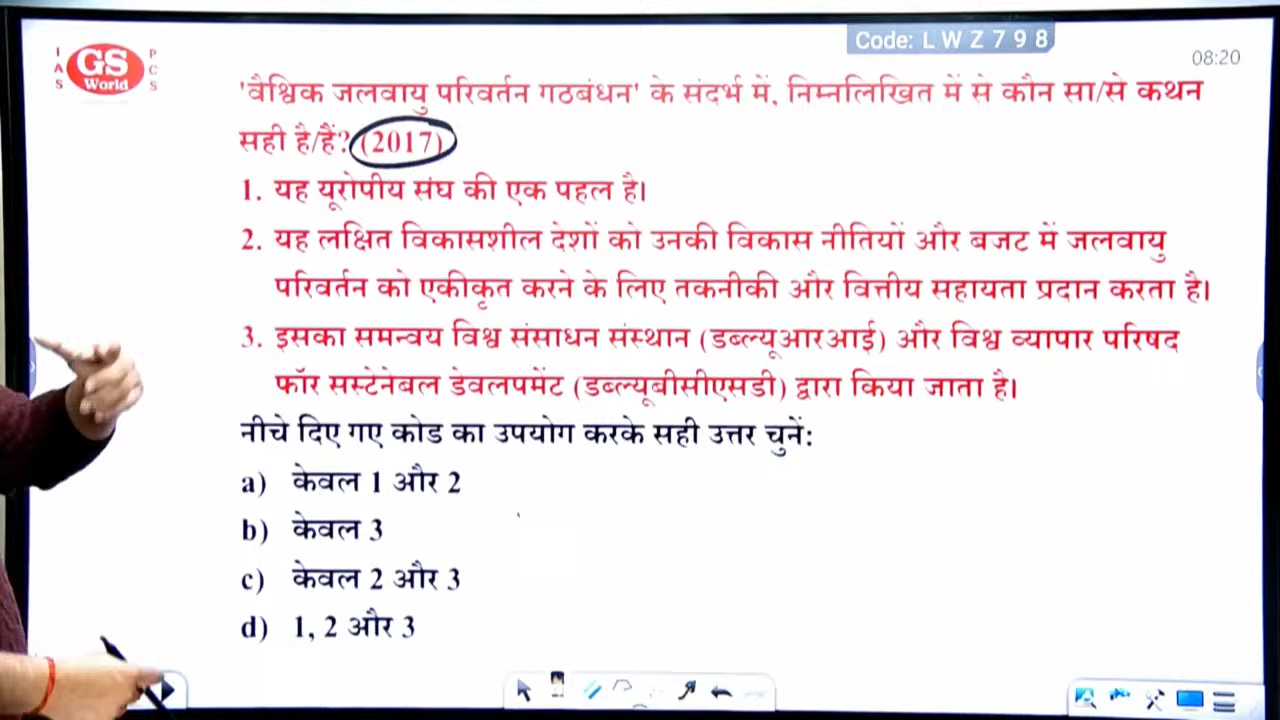 Code: L W Z 7 9 8
08:20
IAS
GS
World
PCS
'वैश्विक जलवायु परिवर्तन गठबंधन' के संदर्भ में, निम्नलिखित में से कौन सा/से कथन
सही है/हैं? (2017)
1. यह यूरोपीय संघ की एक पहल है।
2. यह लक्षित विकासशील देशों को उनकी विकास नीतियों और बजट में जलवायु
परिवर्तन को एकीकृत करने के लिए तकनीकी और वित्तीय सहायता प्रदान करता है।
3. इसका समन्वय विश्व संसाधन संस्थान (डब्ल्यूआरआई) और विश्व व्यापार परिषद
फॉर सस्टेनेबल डेवलपमेंट (डब्ल्यूबीसीएसडी) द्वारा किया जाता है।
नीचे दिए गए कोड का उपयोग करके सही उत्तर चुनें:
a) केवल 1 और 2
b) केवल 3
c) केवल 2 और 3
d) 1, 2 और 3